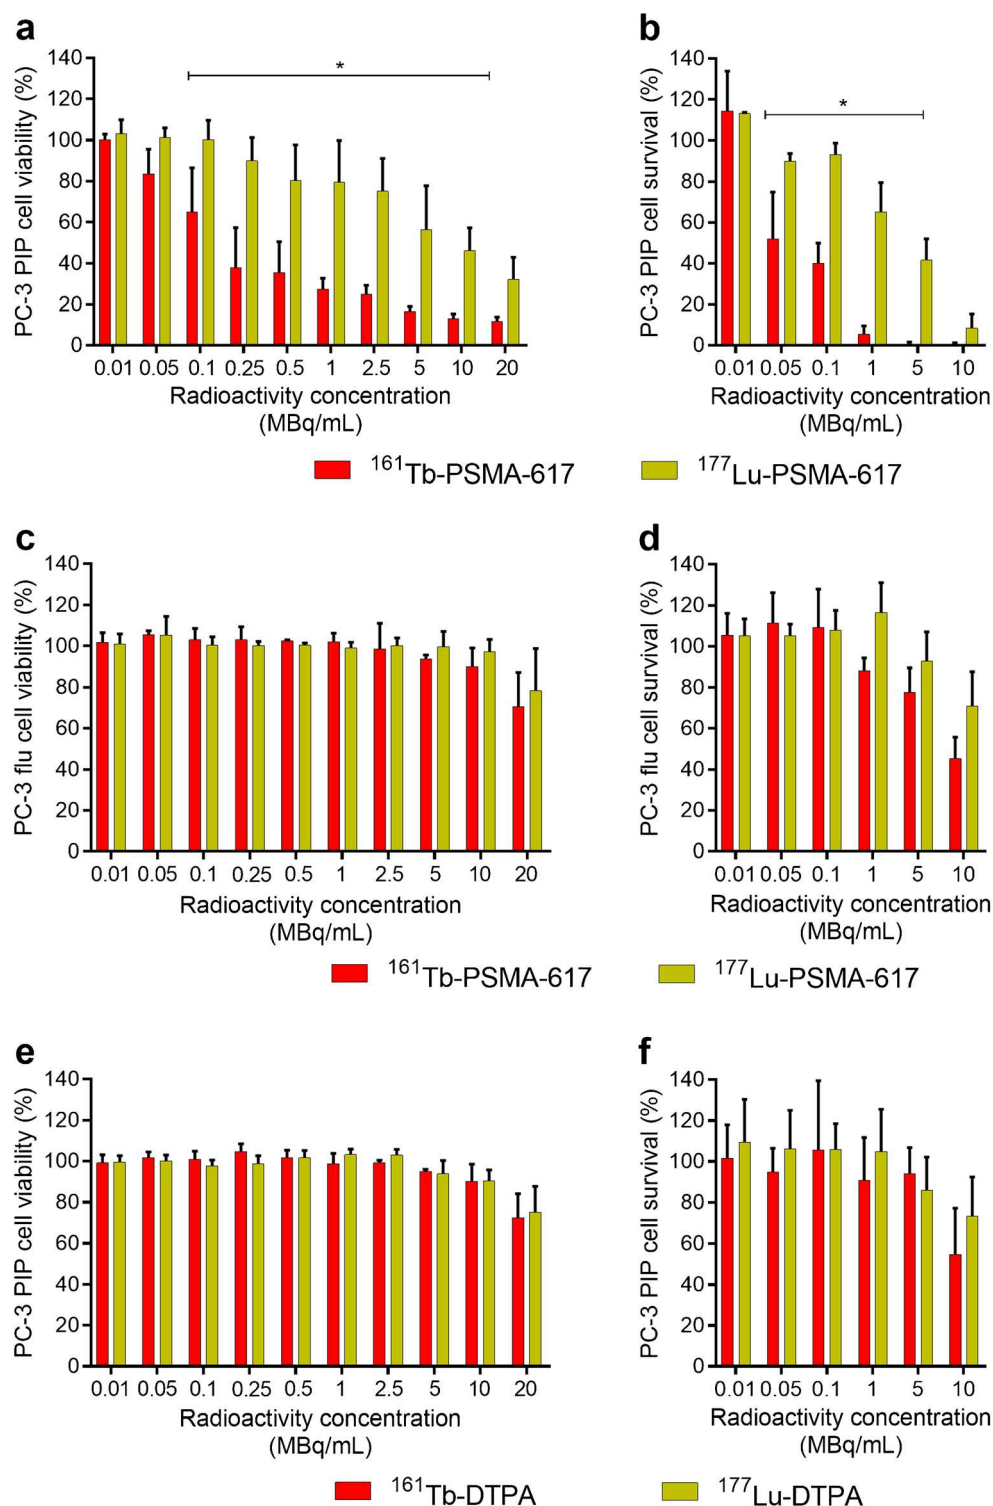 a
PC-3 PIP cell viability (%)
140
120
100
80
60
40
20
0
*
0.01 0.05 0.1 0.25 0.5 1 2.5 5 10 20
Radioactivity concentration
(MBq/mL)
b
PC-3 PIP cell survival (%)
140
120
100
80
60
40
20
0
*
0.01 0.05 0.1 1 5 10
Radioactivity concentration
(MBq/mL)
161Tb-PSMA-617 177Lu-PSMA-617
c
PC-3 flu cell viability (%)
140
120
100
80
60
40
20
0
0.01 0.05 0.1 0.25 0.5 1 2.5 5 10 20
Radioactivity concentration
(MBq/mL)
d
PC-3 flu cell survival (%)
140
120
100
80
60
40
20
0
0.01 0.05 0.1 1 5 10
Radioactivity concentration
(MBq/mL)
161Tb-PSMA-617 177Lu-PSMA-617
e
PC-3 PIP cell viability (%)
140
120
100
80
60
40
20
0
0.01 0.05 0.1 0.25 0.5 1 2.5 5 10 20
Radioactivity concentration
(MBq/mL)
f
PC-3 PIP cell survival (%)
140
120
100
80
60
40
20
0
0.01 0.05 0.1 1 5 10
Radioactivity concentration
(MBq/mL)
161Tb-DTPA 177Lu-DTPA